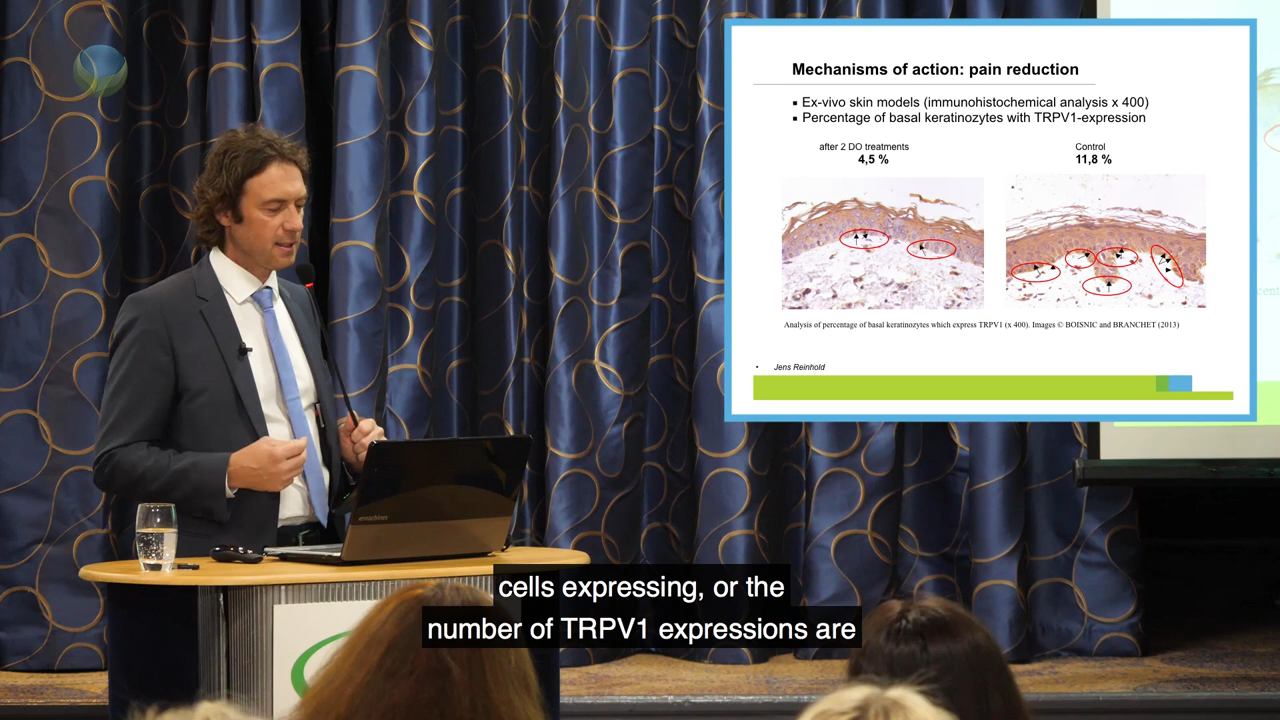 Mechanisms of action: pain reduction
▪ Ex-vivo skin models (immunohistochemical analysis x 400)
▪ Percentage of basal keratinozytes with TRPV1-expression
after 2 DO treatments
4,5 %
Control
11,8 %
Analysis of percentage of basal keratinozytes which express TRPV1 (x 400). Images © BOISNIC and BRANCHET (2013)
• Jens Reinhold
emachines
cells expressing, or the
number of TRPV1 expressions are